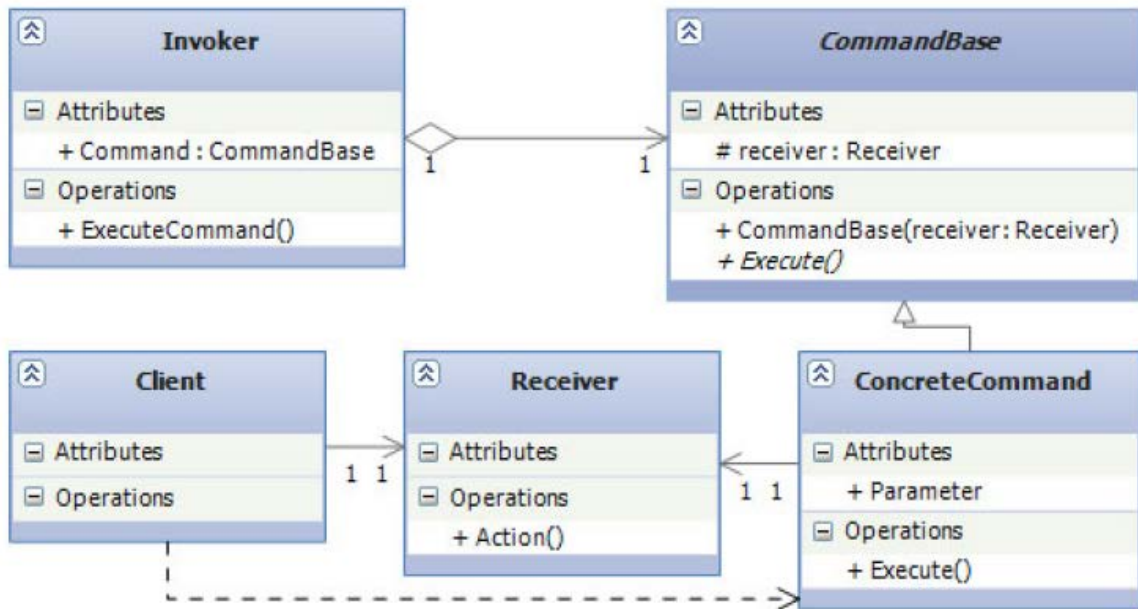 Invoker
Attributes
+ Command : CommandBase
Operations
+ ExecuteCommand()
1
1
CommandBase
Attributes
# receiver : Receiver
Operations
+ CommandBase(receiver: Receiver)
+ Execute()
Client
Attributes
Operations
1 1
Receiver
Attributes
Operations
+ Action()
1 1
ConcreteCommand
Attributes
+ Parameter
Operations
+ Execute()